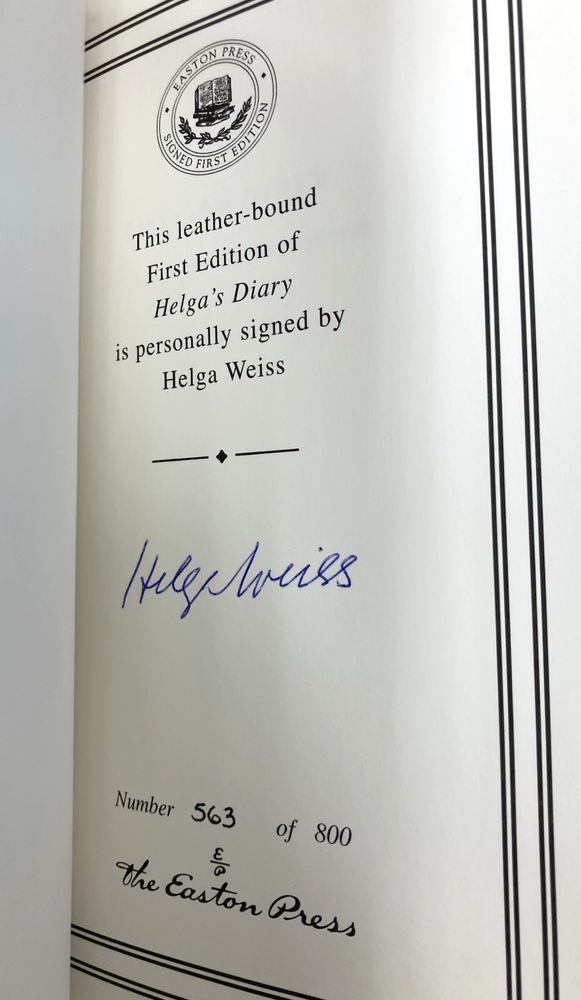 EASTON PRESS
SIGNED FIRST EDITION
This leather-bound
First Edition of
Helga's Diary
is personally signed by
Helga Weiss
Helga Weiss
Number 563 of 800
E
P
The Easton Press